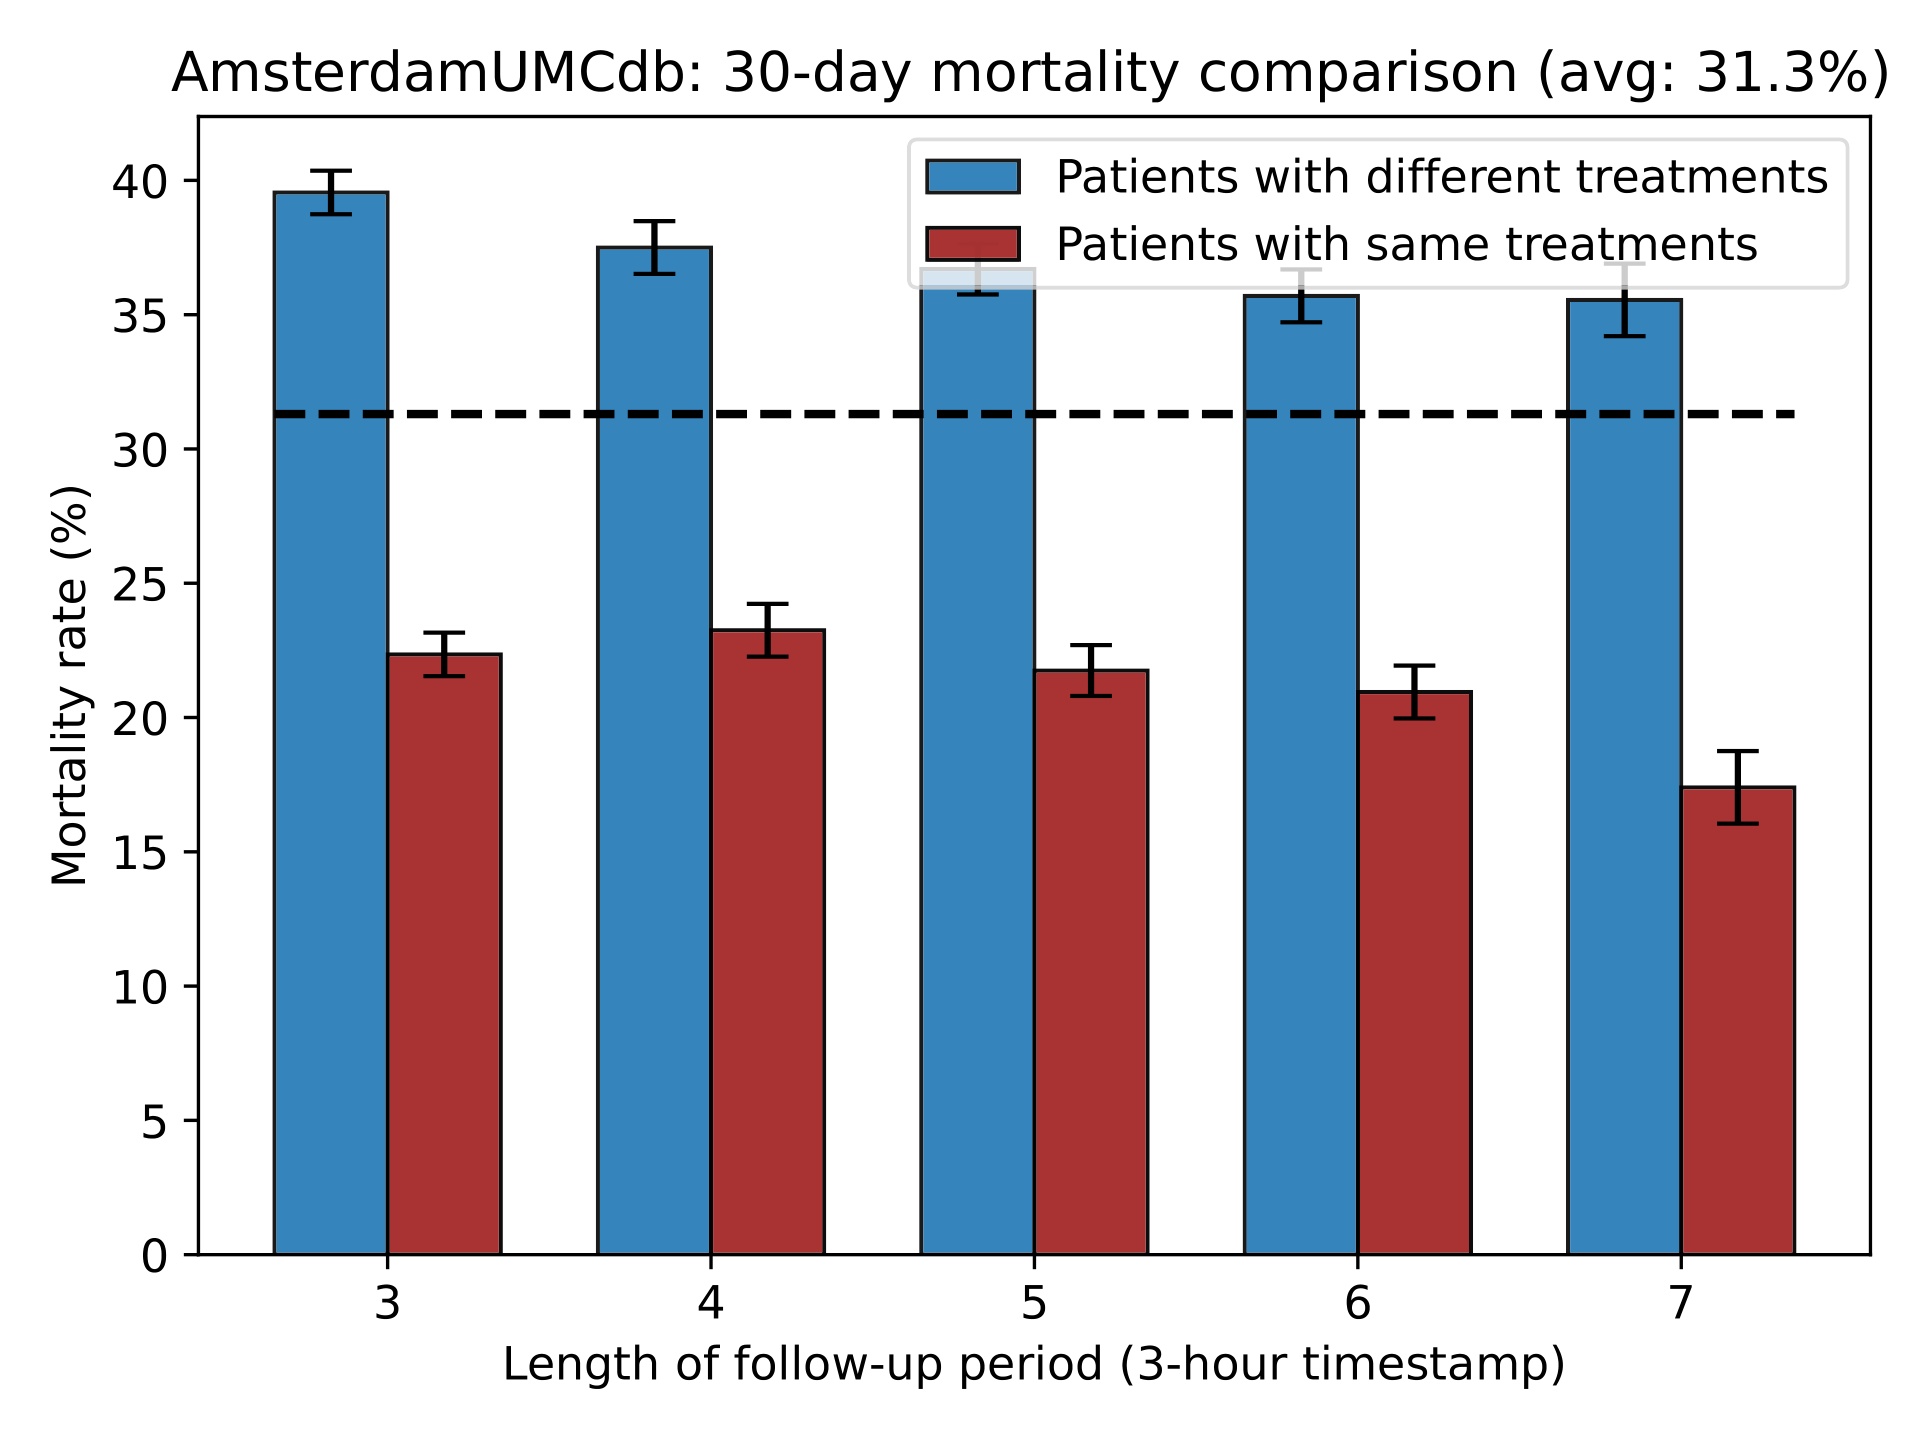 AmsterdamUMCdb: 30-day mortality comparison (avg: 31.3%)
Patients with different treatments
Patients with same treatments
Mortality rate (%)
40
35
30
25
20
15
10
5
0
3 4 5 6 7
Length of follow-up period (3-hour timestamp)